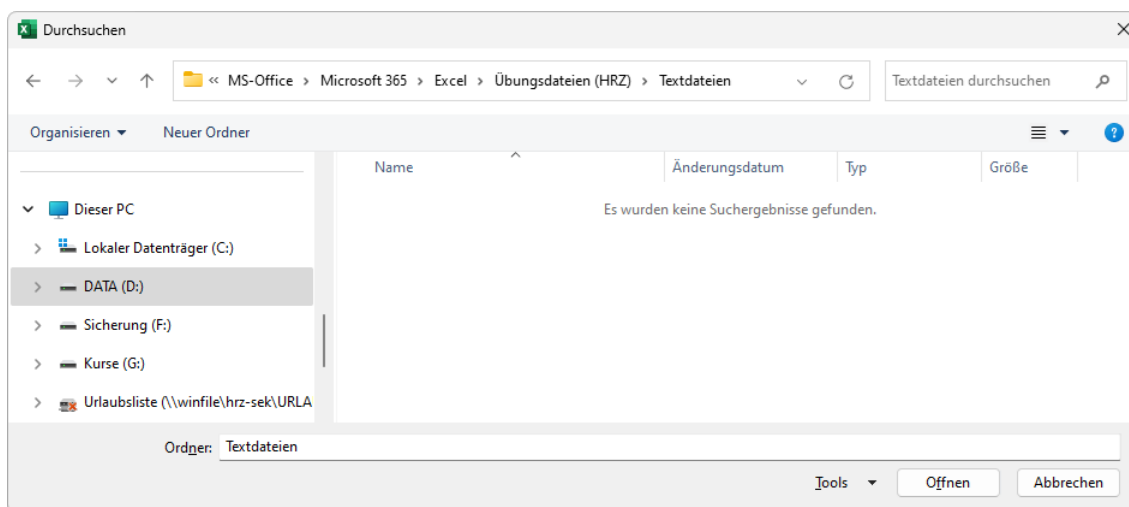 Durchsuchen
« MS-Office > Microsoft 365 > Excel > Übungsdateien (HRZ) > Textdateien
Textdateien durchsuchen
Organisieren
Neuer Ordner
?
Name
Änderungsdatum
Typ
Größe
Es wurden keine Suchergebnisse gefunden.
Dieser PC
Lokaler Datenträger (C:)
DATA (D:)
Sicherung (F:)
Kurse (G:)
Urlaubsliste (\\winfile\hrz-sek\URLA
Ordner: Textdateien
Tools
Öffnen
Abbrechen